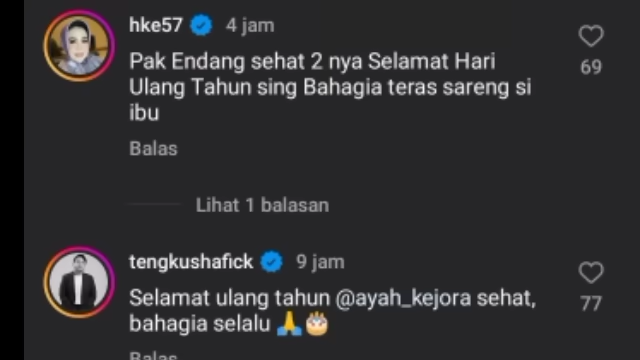 hke57 4 jam
Pak Endang sehat 2 nya Selamat Hari
Ulang Tahun sing Bahagia teras sareng si
ibu
69
Balas
Lihat 1 balasan
tengkushafick 9 jam
Selamat ulang tahun @ayah_kejora sehat,
bahagia selalu 🙏🎂
77
Balas